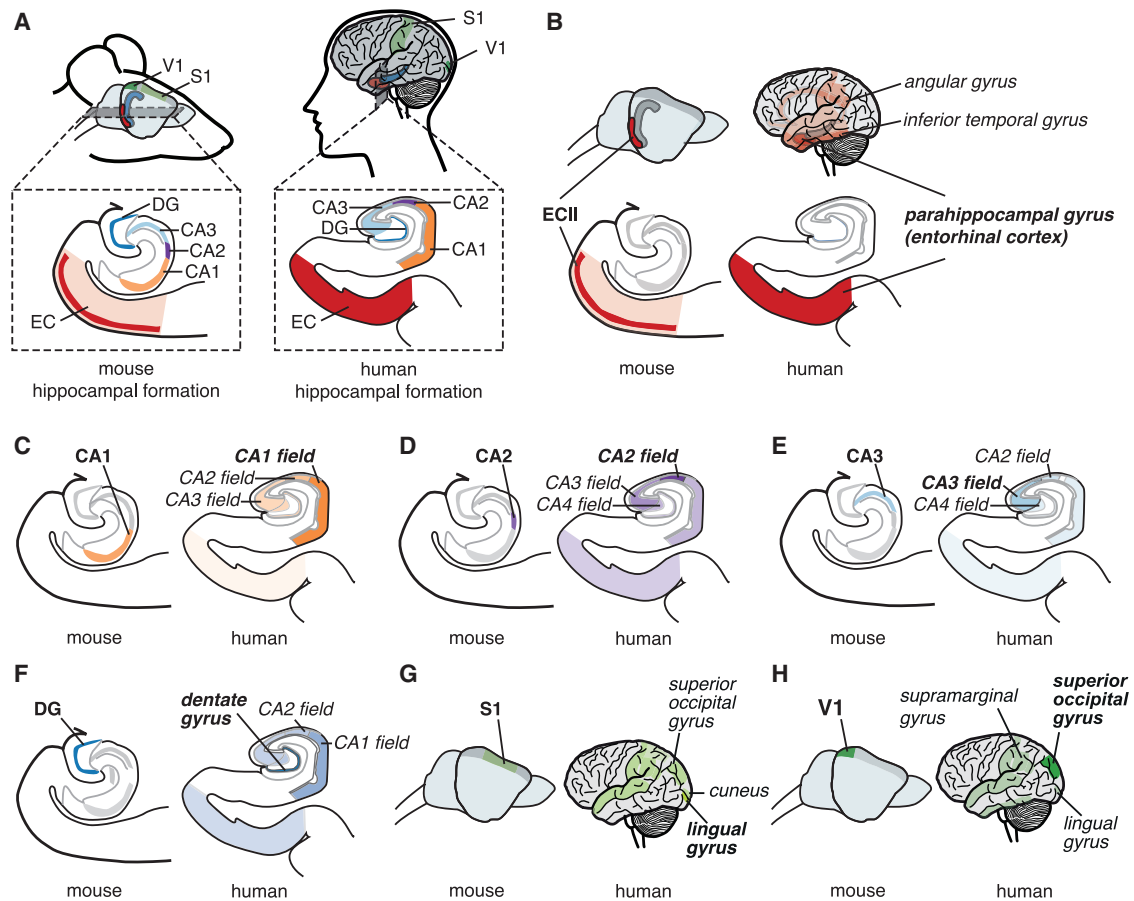 A
V1
S1
S1
V1
DG
CA3
CA2
CA1
EC
CA3
DG
CA2
CA1
EC
mouse
hippocampal formation
human
hippocampal formation
B
angular gyrus
inferior temporal gyrus
ECII
parahippocampal gyrus
(entorhinal cortex)
mouse
human
C
CA1
CA1 field
CA2 field
CA3 field
mouse
human
D
CA2
CA2 field
CA3 field
CA4 field
mouse
human
E
CA3
CA2 field
CA3 field
CA4 field
mouse
human
F
DG
dentate
gyrus
CA2 field
CA1 field
mouse
human
G
S1
superior
occipital
gyrus
cuneus
lingual
gyrus
mouse
human
H
V1
supramarginal
gyrus
superior
occipital
gyrus
lingual
gyrus
mouse
human